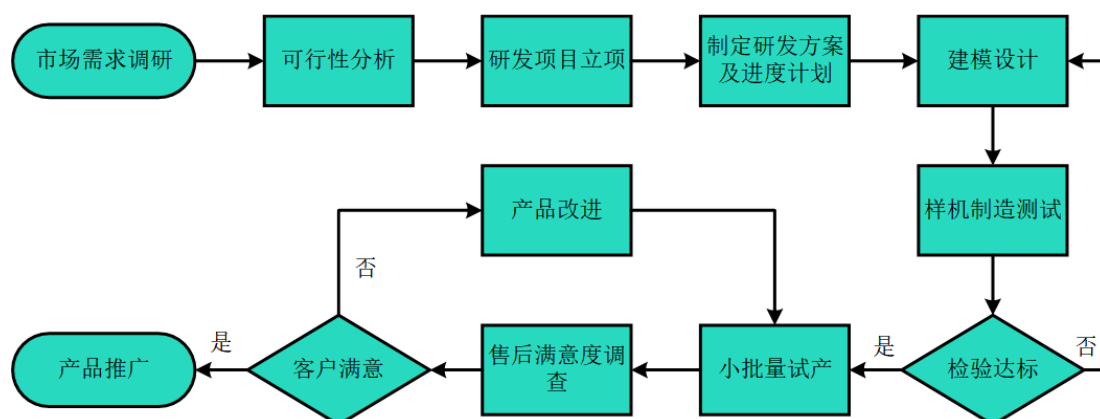 市场需求调研
可行性分析
研发项目立项
制定研发方案
及进度计划
建模设计
产品改进
样机制造测试
否
产品推广
是
客户满意
售后满意度调
查
小批量试产
是
检验达标
否